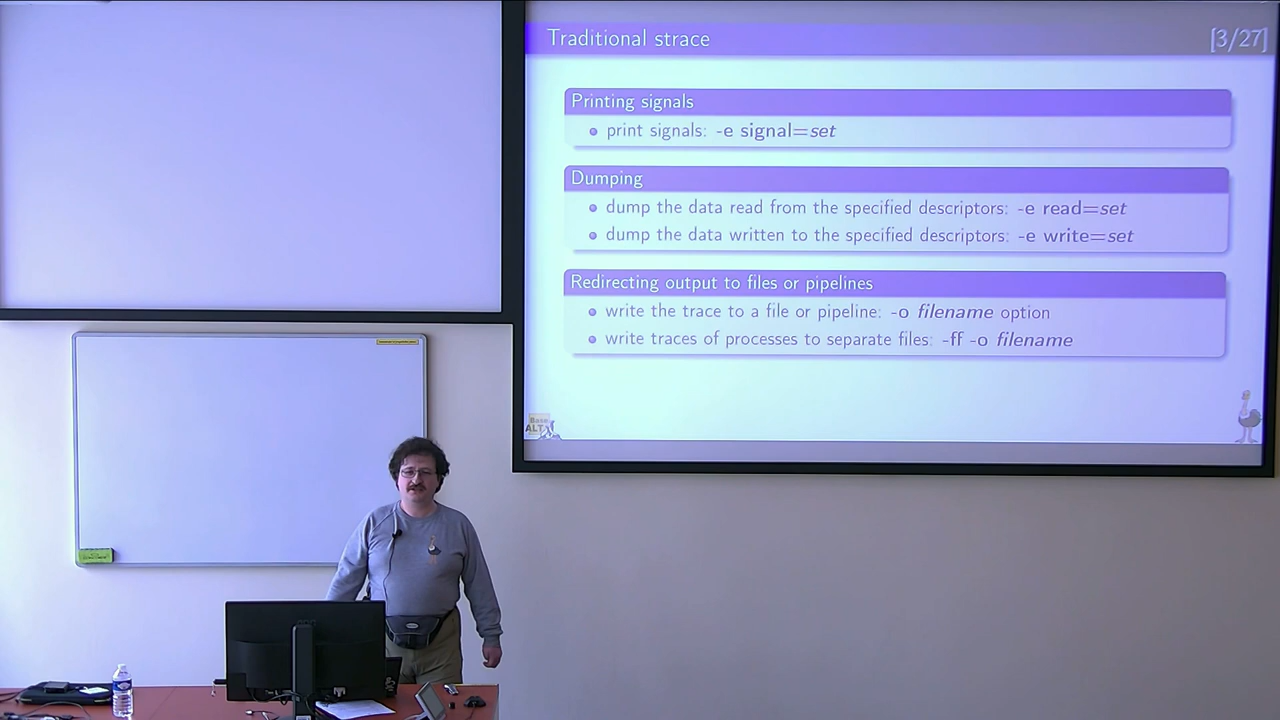 Traditional strace
[3/27]
Printing signals
print signals: -e signal=set
Dumping
dump the data read from the specified descriptors: -e read=set
dump the data written to the specified descriptors: -e write=set
Redirecting output to files or pipelines
write the trace to a file or pipeline: -o filename option
write traces of processes to separate files: -ff -o filename
Base
ALT